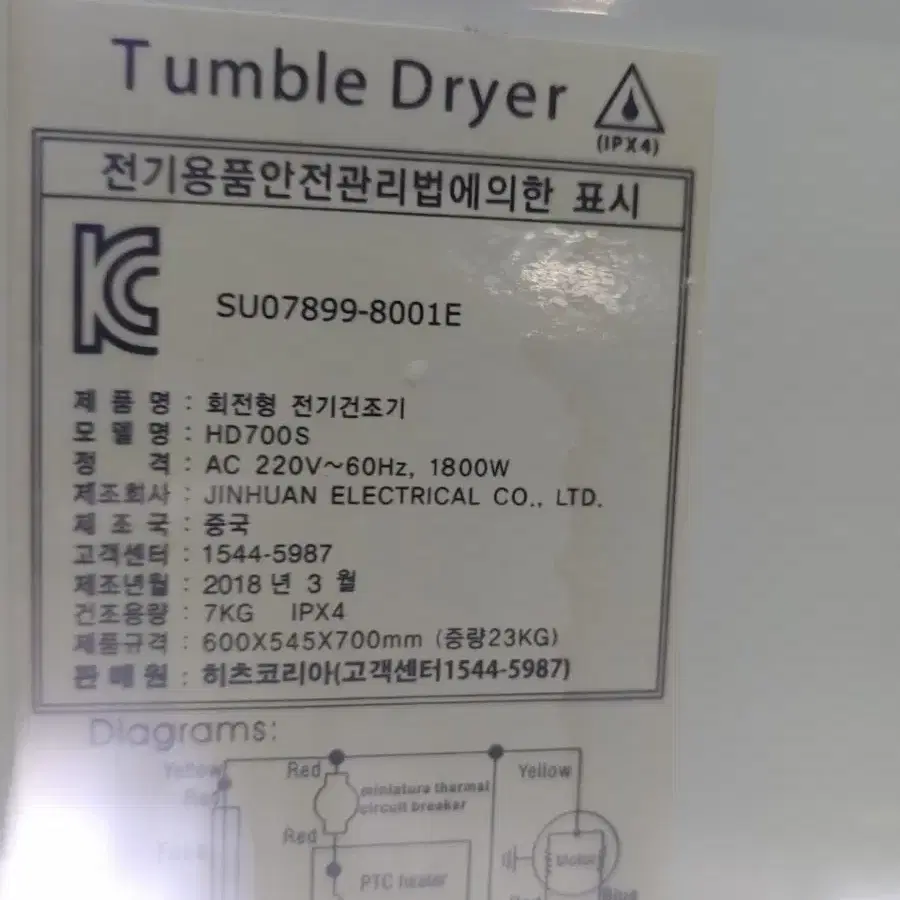 Tumble Dryer
(IPX4)
전기용품안전관리법에의한 표시
SU07899-8001E
제 품 명 : 회전형 전기건조기
모 델 명 : HD700S
정 격 : AC 220V~60Hz, 1800W
제조회사 : JINHUAN ELECTRICAL CO., LTD.
제 조 국 : 중국
고객센터 : 1544-5987
제조년월 : 2018 년 3 월
건조용량 : 7KG IPX4
제품규격 : 600X545X700mm (중량23KG)
판 매 원 : 히츠코리아(고객센터1544-5987)
Diagrams:
Yellow Red Yellow
miniature thermal
circuit breaker
Red
Motor
PTC heater